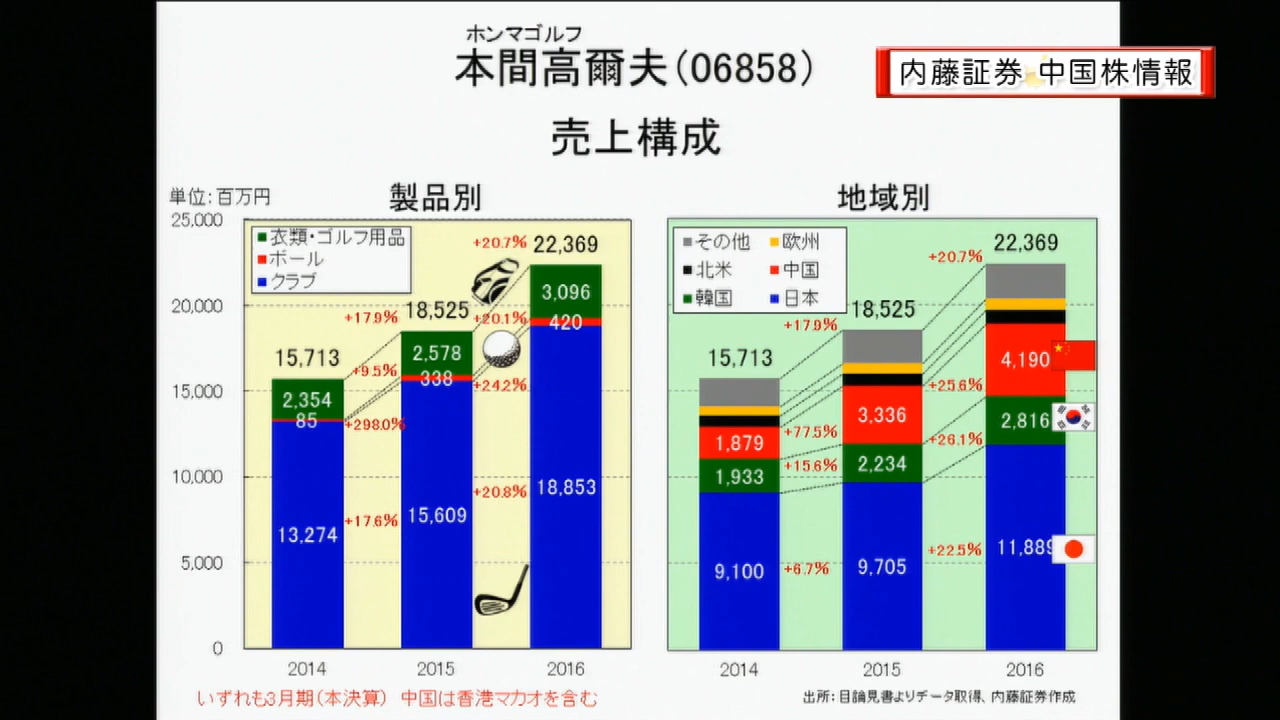 ホンマゴルフ
本間高爾夫(06858)
内藤証券 中国株情報
売上構成
単位:百万円
製品別
25,000
20,000
15,000
10,000
5,000
0
■衣類・ゴルフ用品
■ボール
■クラブ
15,713
2,354
85
13,274
+17.9%
+9.5%
+298.0%
+17.6%
18,525
2,578
338
15,609
+20.7%
+20.1%
+24.2%
+20.8%
22,369
3,096
420
18,853
2014 2015 2016
地域別
■その他 ■欧州
■北米 ■中国
■韓国 ■日本
15,713
1,879
1,933
9,100
+17.9%
+77.5%
+15.6%
+6.7%
18,525
3,336
2,234
9,705
+20.7%
+25.6%
+26.1%
+22.5%
22,369
4,190
2,816
11,889
2014 2015 2016
いずれも3月期(本決算) 中国は香港マカオを含む
出所:目論見書よりデータ取得、内藤証券作成